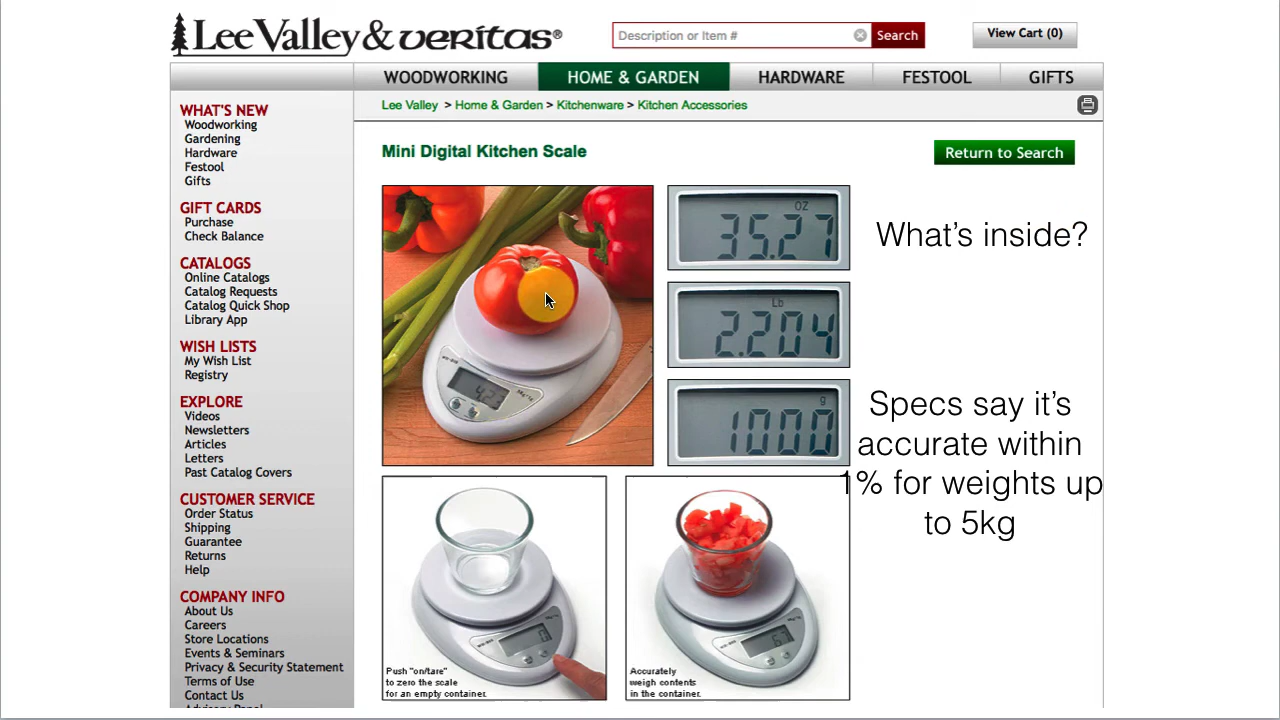 Lee Valley & veritas®
Description or Item #
Search
View Cart (0)
WOODWORKING
HOME & GARDEN
HARDWARE
FESTOOL
GIFTS
Lee Valley > Home & Garden > Kitchenware > Kitchen Accessories
WHAT'S NEW
Woodworking
Gardening
Hardware
Festool
Gifts
GIFT CARDS
Purchase
Check Balance
CATALOGS
Online Catalogs
Catalog Requests
Catalog Quick Shop
Library App
WISH LISTS
My Wish List
Registry
EXPLORE
Videos
Newsletters
Articles
Letters
Past Catalog Covers
CUSTOMER SERVICE
Order Status
Shipping
Guarantee
Returns
Help
COMPANY INFO
About Us
Careers
Store Locations
Events & Seminars
Privacy & Security Statement
Terms of Use
Contact Us
Advisory Panel
Mini Digital Kitchen Scale
Return to Search
OZ
35.27
Lb
2.204
g
1000
What's inside?
Specs say it's
accurate within
1% for weights up
to 5kg
Push "on/tare"
to zero the scale
for an empty container.
Accurately
weigh contents
in the container.